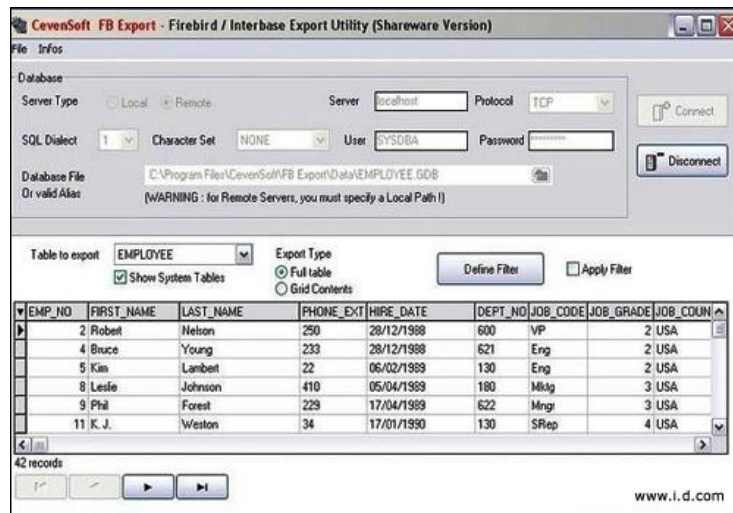 CevenSoft FB Export - Firebird / Interbase Export Utility (Shareware Version)
File Infos
Database
Server Type Local Remote Server localhost Protocol TCP Connect
SQL Dialect 1 Character Set NONE User SYSDBA Password ********
Disconnect
Database File C:\Program Files\CevenSoft\FB Export\Data\EMPLOYEE.GDB
Or valid Alias (WARNING : for Remote Servers, you must specify a Local Path !)
Table to export EMPLOYEE Export Type
Show System Tables Full table Define Filter Apply Filter
Grid Contents
EMP_NO FIRST_NAME LAST_NAME PHONE_EXT HIRE_DATE DEPT_NO JOB_CODE JOB_GRADE JOB_COUN
2 Robert Nelson 250 28/12/1988 600 VP 2 USA
4 Bruce Young 233 28/12/1988 621 Eng 2 USA
5 Kim Lambert 22 06/02/1989 130 Eng 2 USA
8 Leslie Johnson 410 05/04/1989 180 Mktg 3 USA
9 Phil Forest 229 17/04/1989 622 Mngr 3 USA
11 K. J. Weston 34 17/01/1990 130 SRep 4 USA
42 records
www.i.d.com